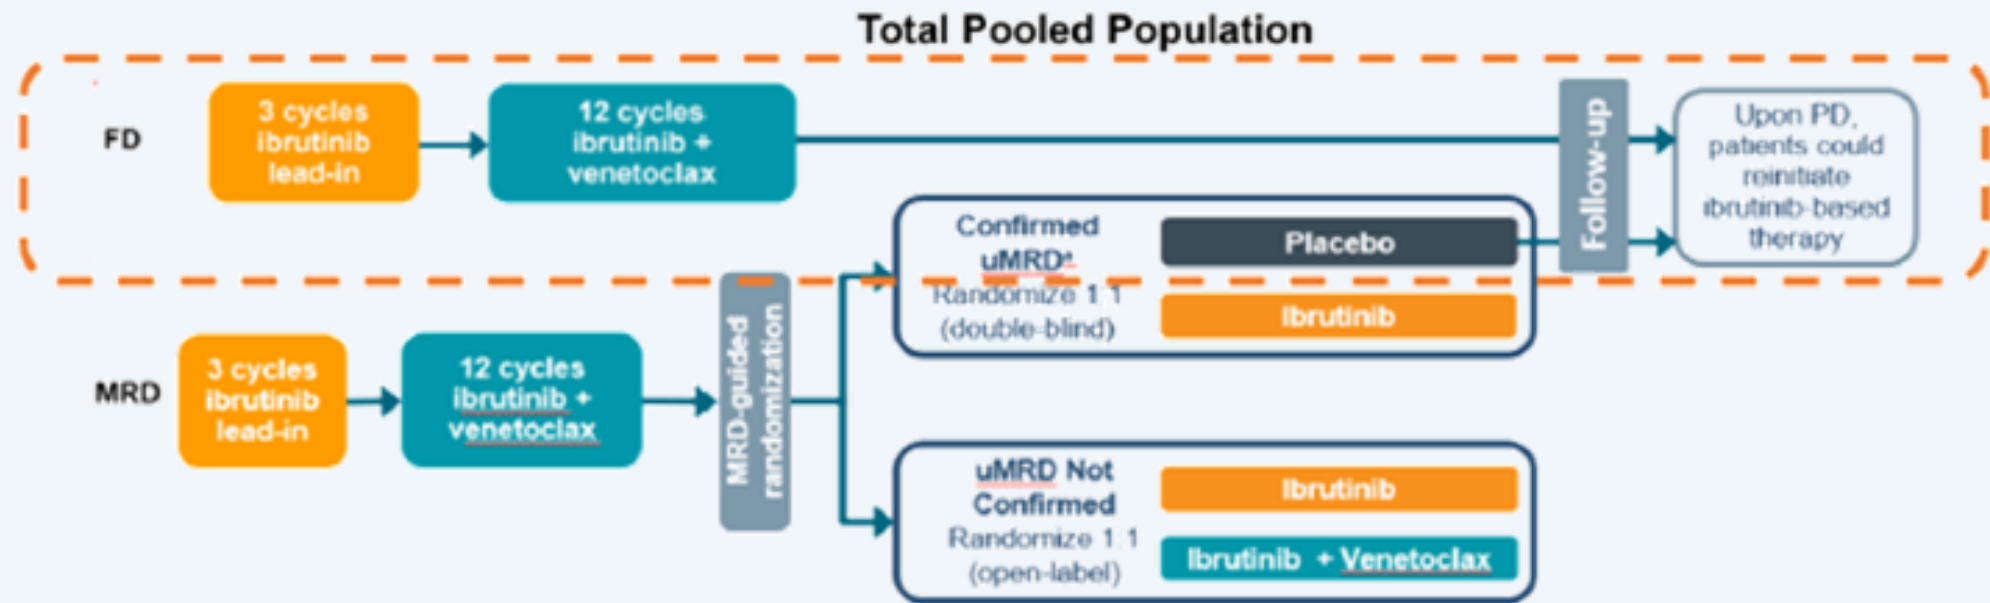 Total Pooled Population
FD
3 cycles
ibrutinib
lead-in
12 cycles
ibrutinib +
venetoclax
Follow-up
Upon PD,
patients could
reinitiate
ibrutinib-based
therapy
Confirmed
uMRD
Randomize 1:1
(double-blind)
Placebo
Ibrutinib
MRD
3 cycles
ibrutinib
lead-in
12 cycles
ibrutinib +
venetoclax
MRD-guided
randomization
uMRD Not
Confirmed
Randomize 1:1
(open-label)
Ibrutinib
Ibrutinib + Venetoclax